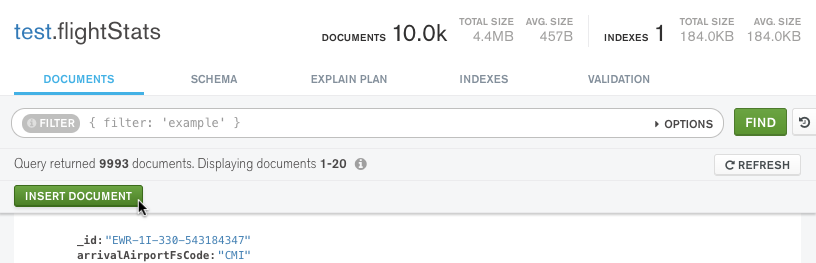 test.flightStats
DOCUMENTS 10.0k TOTAL SIZE 4.4MB AVG. SIZE 457B INDEXES 1 TOTAL SIZE 184.0KB AVG. SIZE 184.0KB
DOCUMENTS SCHEMA EXPLAIN PLAN INDEXES VALIDATION
FILTER { filter: 'example' } OPTIONS FIND
Query returned 9993 documents. Displaying documents 1-20 REFRESH
INSERT DOCUMENT
_id: "EWR-1I-330-543184347"
arrivalAirportFsCode: "CMI"